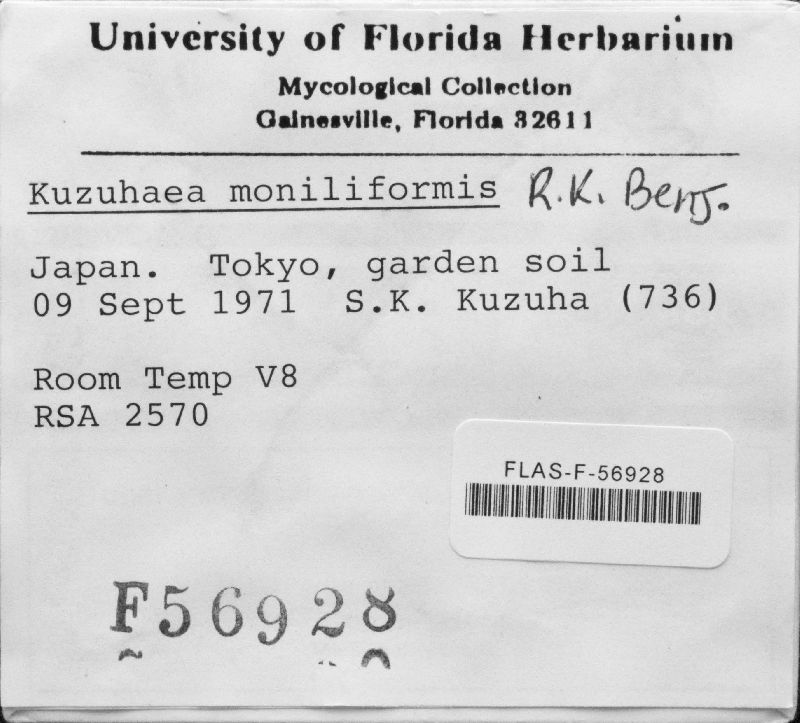 University of Florida Herbarium
Mycological Collection
Gainesville, Florida 32611
Kuzuhaea moniliformis R.K. Benj.
Japan. Tokyo, garden soil
09 Sept 1971 S.K. Kuzuha (736)
Room Temp V8
RSA 2570
FLAS-F-56928
F56928